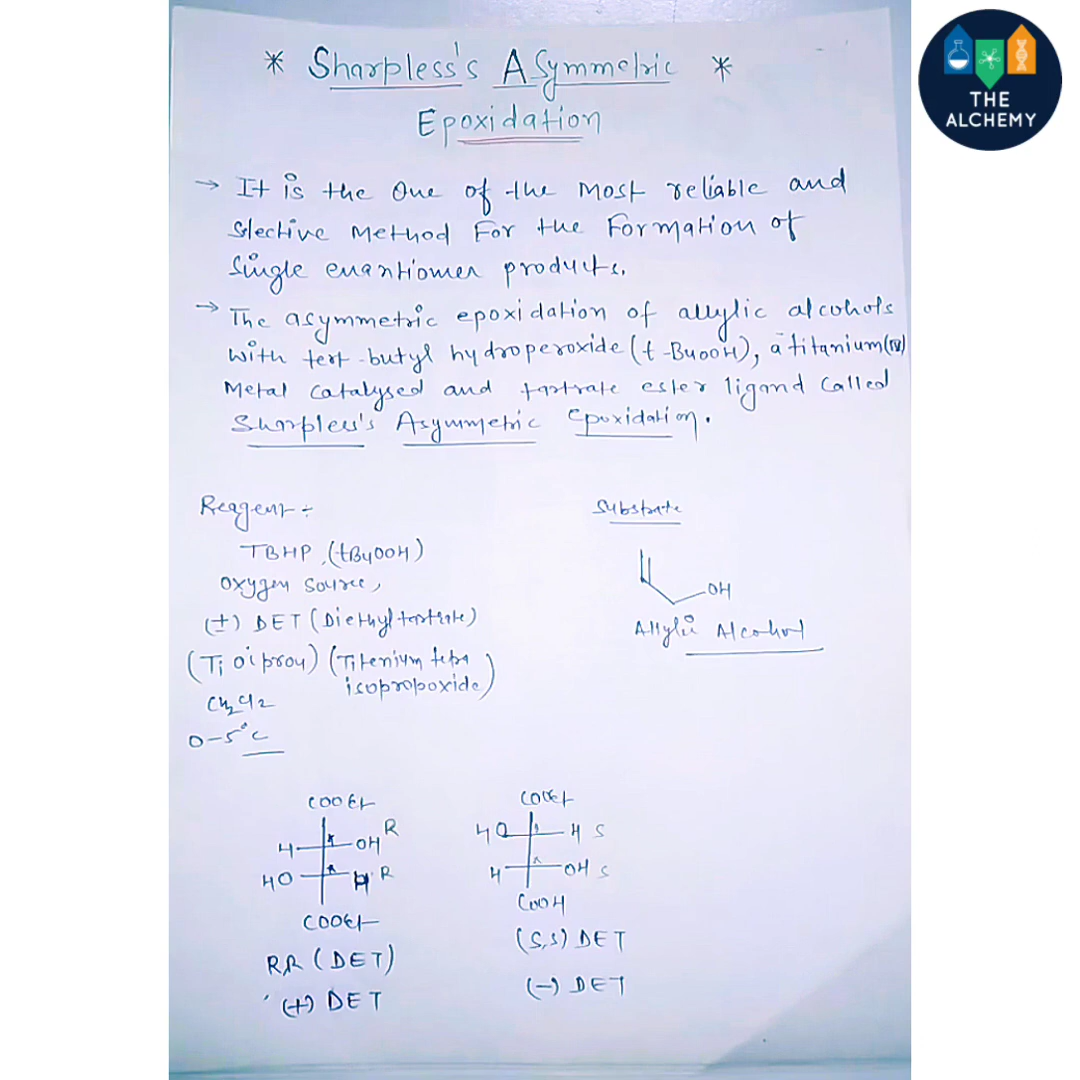 * Sharpless's Asymmetric *
Epoxidation
THE
ALCHEMY
→ It is the one of the most reliable and
Slective Method For the Formation of
Single enantiomer products.
→ The asymmetric epoxidation of allylic alcohols
with tert-butyl hydroperoxide (t-BuOOH), a titanium(IV)
Metal catalysed and tartrate ester ligand called
Sharpless's Asymmetric Epoxidation.
Reagent ÷
TBHP, (tBuOOH)
Oxygen source,
(±) DET (Diethyl tartrate)
(Ti oiprou) (Titenium tetra
isopropoxide)
CH2Cl2
0-5°C
Substrate
OH
Allylic Alcohol
COOEt
H OH R
HO H R
COOEt
RR (DET)
(+) DET
COOEt
HO H S
H OH S
COOH
(S,S) DET
(-) DET